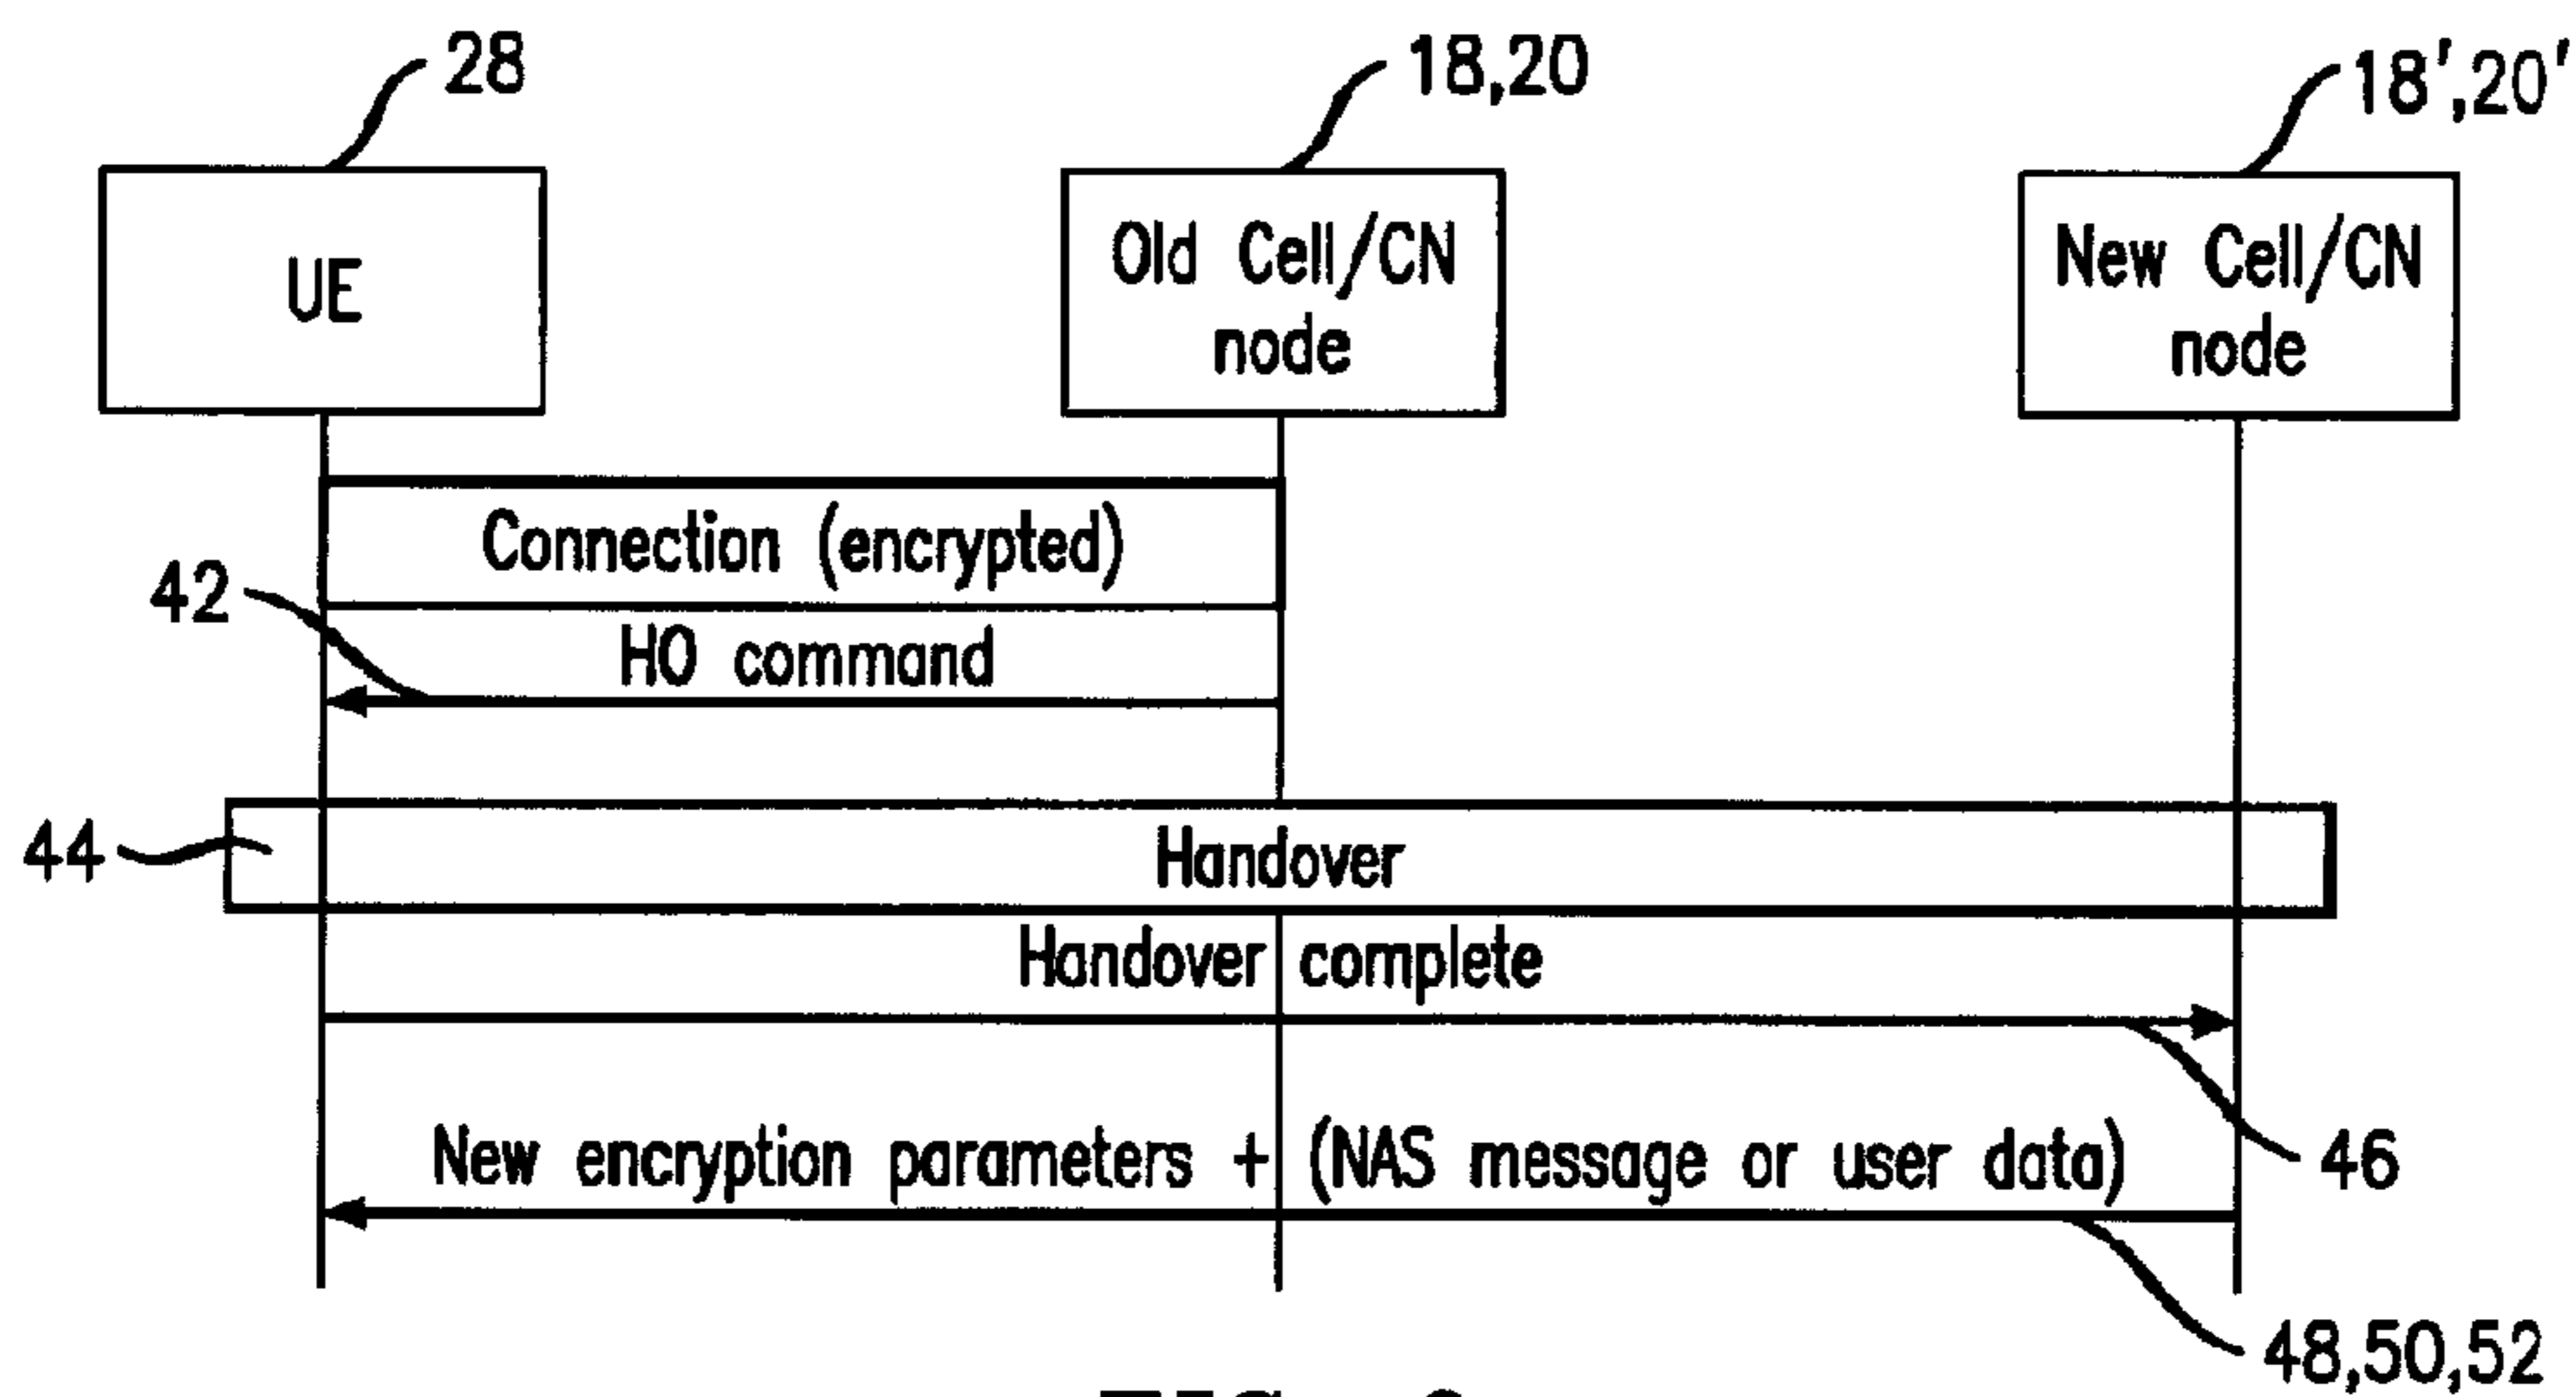 28
18,20
18',20'
UE
Old Cell/CN
node
New Cell/CN
node
Connection (encrypted)
42
HO command
44
Handover
Handover complete
46
New encryption parameters + (NAS message or user data)
48,50,52